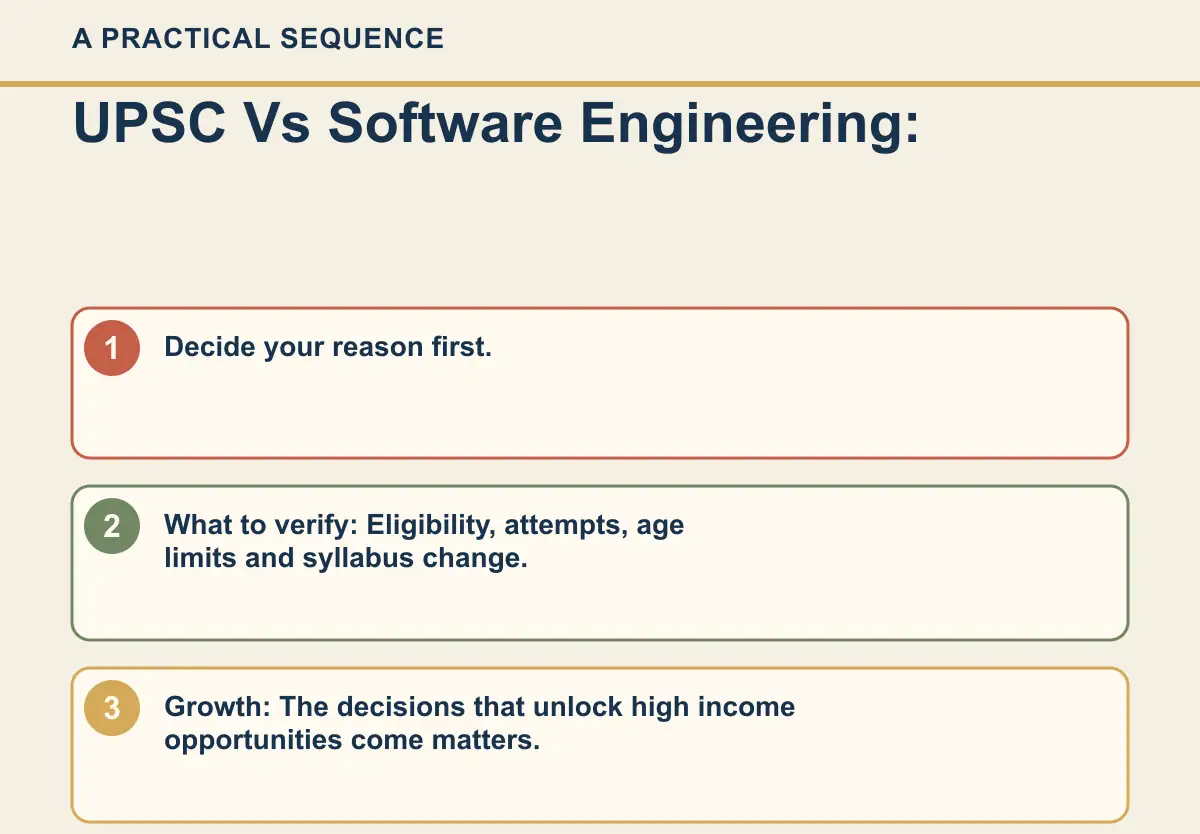 A PRACTICAL SEQUENCE
UPSC Vs Software Engineering:
1
Decide your reason first.
2
What to verify: Eligibility, attempts, age
limits and syllabus change.
3
Growth: The decisions that unlock high income
opportunities come matters.